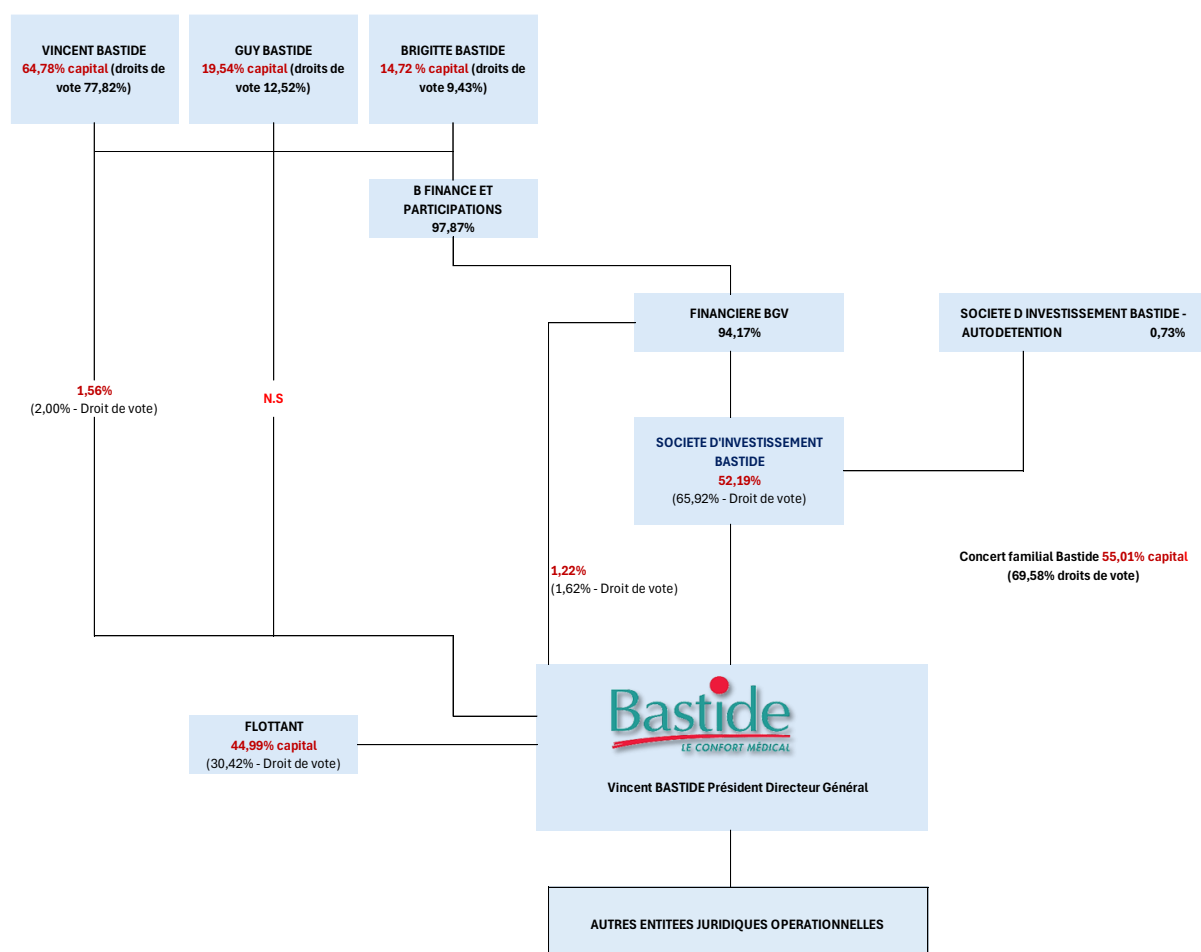 VINCENT BASTIDE
64,78% capital (droits de
vote 77,82%)
GUY BASTIDE
19,54% capital (droits de
vote 12,52%)
BRIGITTE BASTIDE
14,72 % capital (droits de
vote 9,43%)
B FINANCE ET
PARTICIPATIONS
97,87%
FINANCIERE BGV
94,17%
SOCIETE D INVESTISSEMENT BASTIDE -
AUTODETENTION 0,73%
1,56%
(2,00% - Droit de vote)
N.S
SOCIETE D'INVESTISSEMENT
BASTIDE
52,19%
(65,92% - Droit de vote)
1,22%
(1,62% - Droit de vote)
Concert familial Bastide 55,01% capital
(69,58% droits de vote)
FLOTTANT
44,99% capital
(30,42% - Droit de vote)
Bastide
LE CONFORT MÉDICAL
Vincent BASTIDE Président Directeur Général
AUTRES ENTITEES JURIDIQUES OPERATIONNELLES